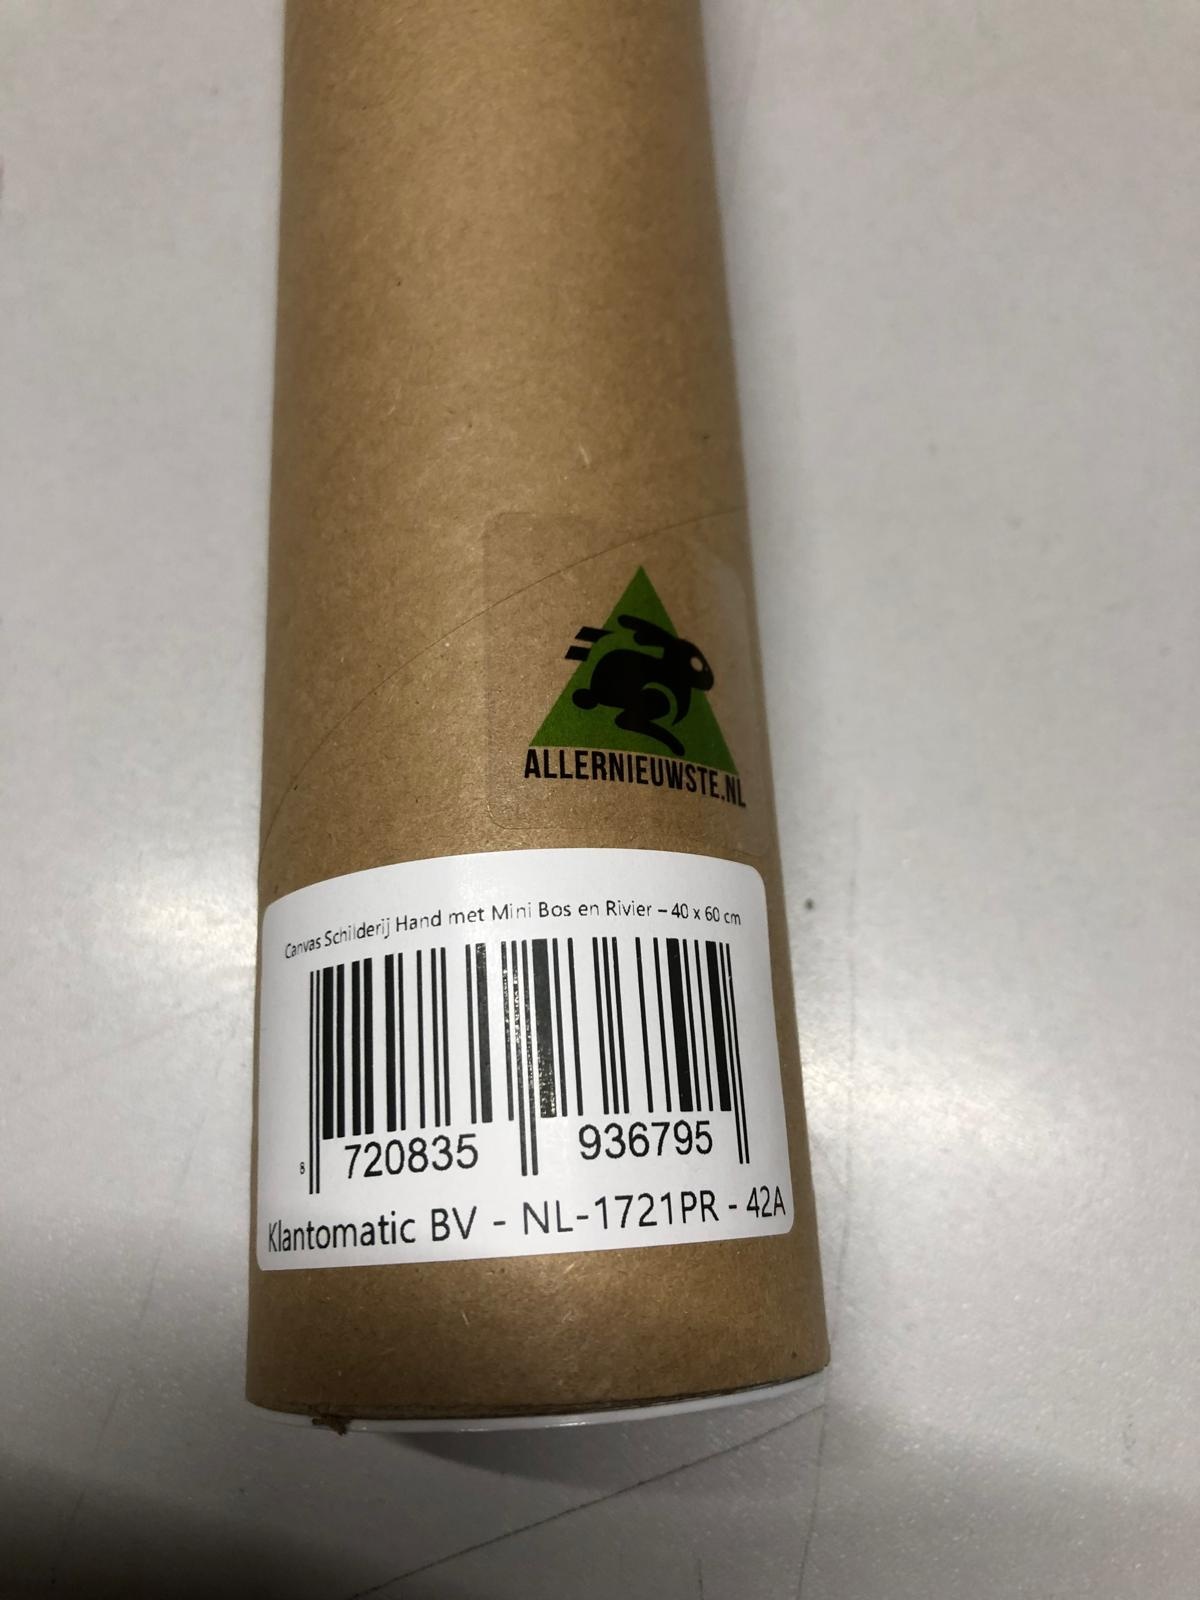 ALLERNIEUWSTE.NL
Canvas Schilderij Hand met Mini Bos en Rivier – 40 x 60 cm
8 720835 936795
Klantomatic BV - NL-1721PR - 42A